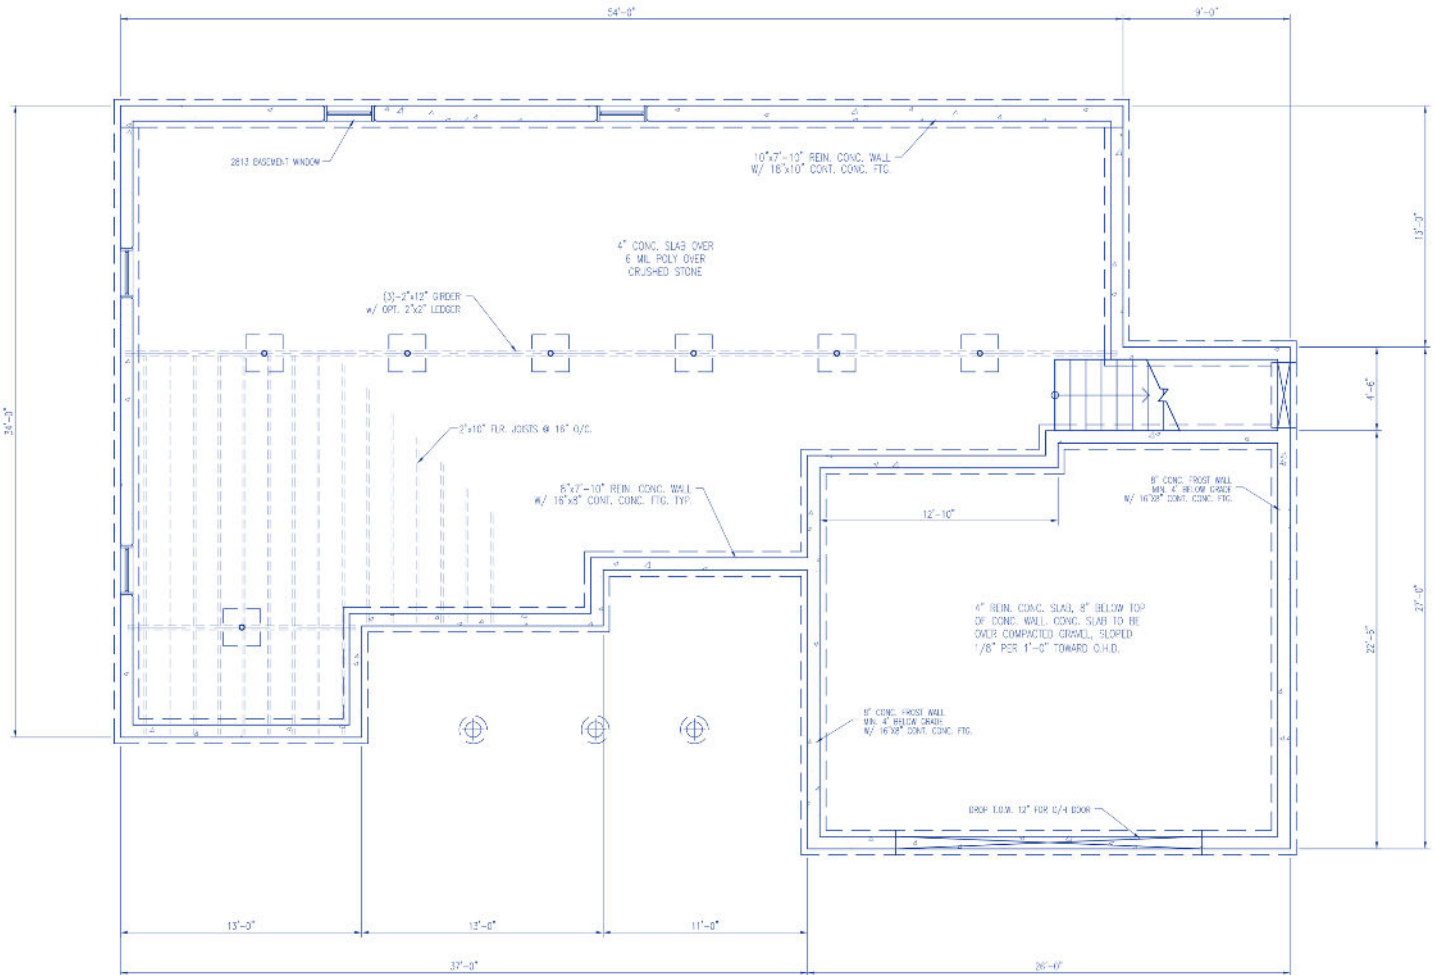 54'-0"
9'-0"
2813 BASEMENT WINDOW
10"x7'-10" REIN. CONC. WALL
W/ 18"x10" CONT. CONC. FTG.
4" CONC. SLAB OVER
6 MIL POLY OVER
CRUSHED STONE
13'-0"
(3)-2"x12" GIRDER
w/ OPT. 2"x2" LEDGER
34'-0"
4'-6"
2"x10" FLR. JOISTS @ 16" O/C.
8"x7'-10" REIN. CONC. WALL
W/ 16"x8" CONT. CONC. FTG. TYP.
8" CONC. FROST WALL
MIN. 4' BELOW GRADE
W/ 16"X8" CONT. CONC. FTG.
12'-10"
4" REIN. CONC. SLAB, 8" BELOW TOP
OF CONC. WALL. CONC. SLAB TO BE
OVER COMPACTED GRAVEL, SLOPED
1/8" PER 1'-0" TOWARD O.H.D.
27'-0"
22'-6"
8" CONC. FROST WALL
MIN. 4' BELOW GRADE
W/ 16"X8" CONT. CONC. FTG.
DROP T.O.W. 12" FOR O/H DOOR
13'-0"
13'-0"
11'-0"
37'-0"
26'-0"